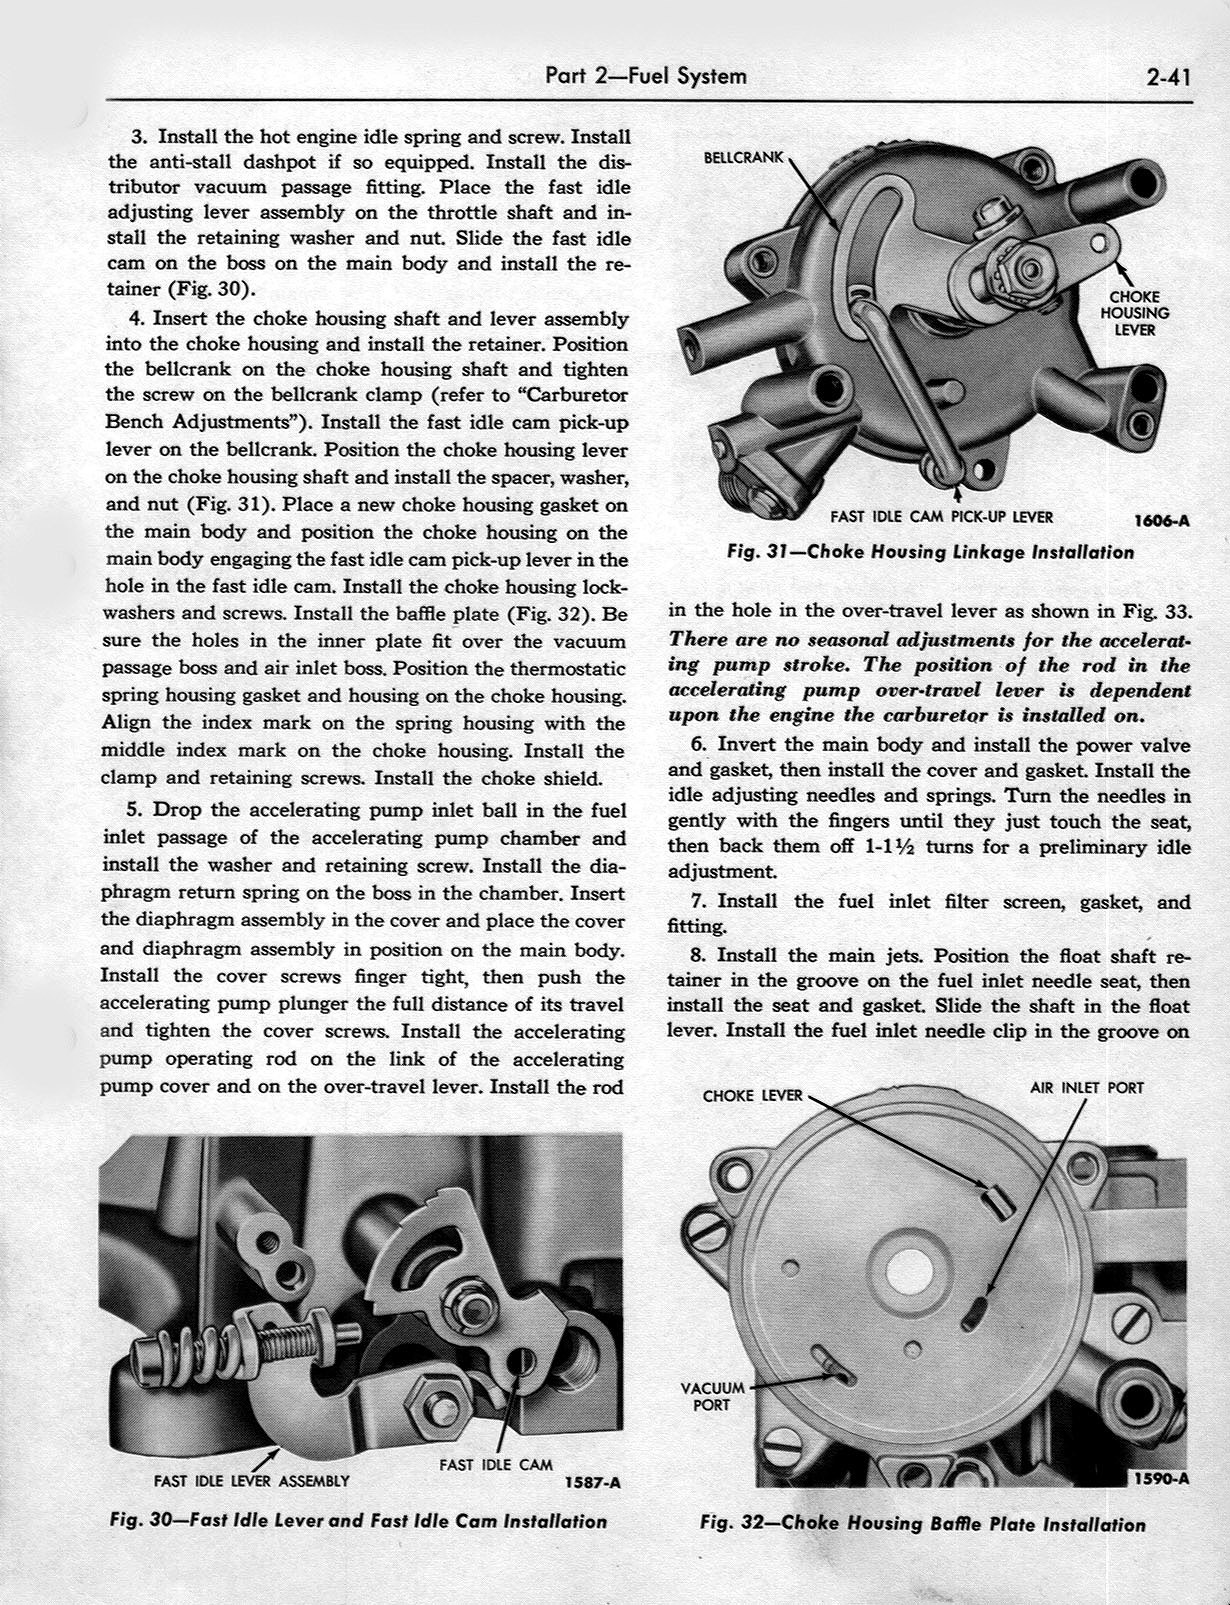 Part 2—Fuel System
2-41
3. Install the hot engine idle spring and screw. Install
the anti-stall dashpot if so equipped. Install the dis-
tributor vacuum passage fitting. Place the fast idle
adjusting lever assembly on the throttle shaft and in-
stall the retaining washer and nut. Slide the fast idle
cam on the boss on the main body and install the re-
tainer (Fig. 30).
4. Insert the choke housing shaft and lever assembly
into the choke housing and install the retainer. Position
the bellcrank on the choke housing shaft and tighten
the screw on the bellcrank clamp (refer to “Carburetor
Bench Adjustments”). Install the fast idle cam pick-up
lever on the bellcrank. Position the choke housing lever
on the choke housing shaft and install the spacer, washer,
and nut (Fig. 31). Place a new choke housing gasket on
the main body and position the choke housing on the
main body engaging the fast idle cam pick-up lever in the
hole in the fast idle cam. Install the choke housing lock-
washers and screws. Install the baffle plate (Fig. 32). Be
sure the holes in the inner plate fit over the vacuum
passage boss and air inlet boss. Position the thermostatic
spring housing gasket and housing on the choke housing.
Align the index mark on the spring housing with the
middle index mark on the choke housing. Install the
clamp and retaining screws. Install the choke shield.
5. Drop the accelerating pump inlet ball in the fuel
inlet passage of the accelerating pump chamber and
install the washer and retaining screw. Install the dia-
phragm return spring on the boss in the chamber. Insert
the diaphragm assembly in the cover and place the cover
and diaphragm assembly in position on the main body.
Install the cover screws finger tight, then push the
accelerating pump plunger the full distance of its travel
and tighten the cover screws. Install the accelerating
pump operating rod on the link of the accelerating
pump cover and on the over-travel lever. Install the rod
FAST IDLE LEVER ASSEMBLY
FAST IDLE CAM
1587-A
Fig. 30—Fast Idle Lever and Fast Idle Cam Installation
BELLCRANK
CHOKE
HOUSING
LEVER
FAST IDLE CAM PICK-UP LEVER
1606-A
Fig. 31—Choke Housing Linkage Installation
in the hole in the over-travel lever as shown in Fig. 33.
There are no seasonal adjustments for the accelerat-
ing pump stroke. The position of the rod in the
accelerating pump over-travel lever is dependent
upon the engine the carburetor is installed on.
6. Invert the main body and install the power valve
and gasket, then install the cover and gasket. Install the
idle adjusting needles and springs. Turn the needles in
gently with the fingers until they just touch the seat,
then back them off 1-1½ turns for a preliminary idle
adjustment.
7. Install the fuel inlet filter screen, gasket, and
fitting.
8. Install the main jets. Position the float shaft re-
tainer in the groove on the fuel inlet needle seat, then
install the seat and gasket. Slide the shaft in the float
lever. Install the fuel inlet needle clip in the groove on
CHOKE LEVER
AIR INLET PORT
VACUUM
PORT
1590-A
Fig. 32—Choke Housing Baffle Plate Installation